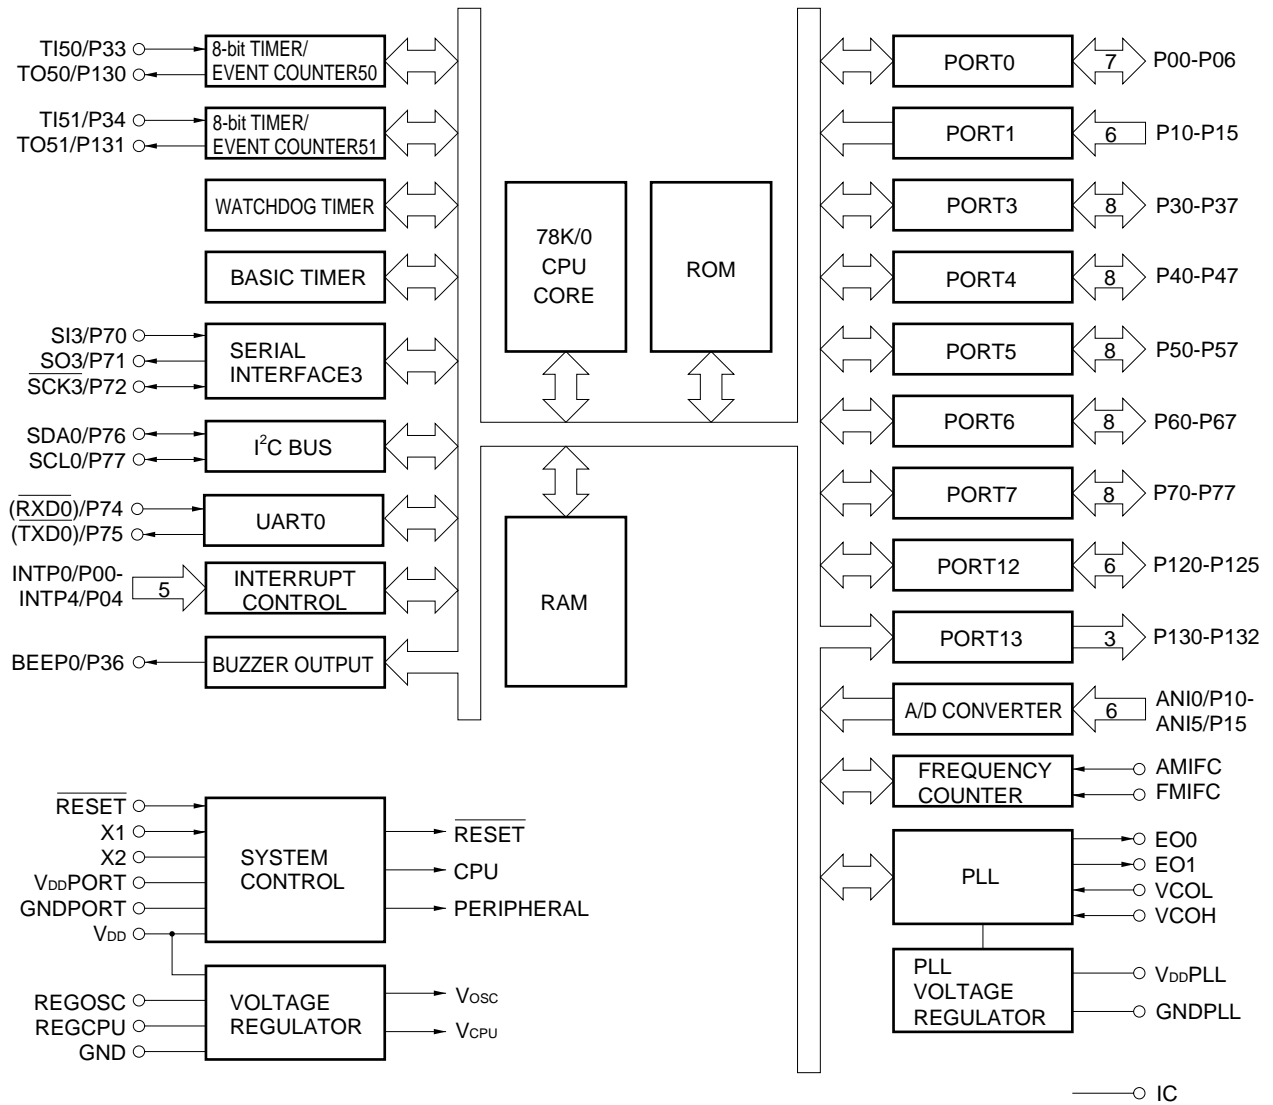 TI50/P33
TO50/P130
8-bit TIMER/
EVENT COUNTER50
TI51/P34
TO51/P131
8-bit TIMER/
EVENT COUNTER51
WATCHDOG TIMER
BASIC TIMER
SI3/P70
SO3/P71
SCK3/P72
SERIAL
INTERFACE3
SDA0/P76
SCL0/P77
I²C BUS
(RXD0)/P74
(TXD0)/P75
UART0
INTP0/P00-
INTP4/P04
5
INTERRUPT
CONTROL
BEEP0/P36
BUZZER OUTPUT
RESET
X1
X2
VDDPORT
GNDPORT
VDD
SYSTEM
CONTROL
RESET
CPU
PERIPHERAL
REGOSC
REGCPU
GND
VOLTAGE
REGULATOR
VOSC
VCPU
78K/0
CPU
CORE
ROM
RAM
PORT0
7
P00-P06
PORT1
6
P10-P15
PORT3
8
P30-P37
PORT4
8
P40-P47
PORT5
8
P50-P57
PORT6
8
P60-P67
PORT7
8
P70-P77
PORT12
6
P120-P125
PORT13
3
P130-P132
A/D CONVERTER
6
ANI0/P10-
ANI5/P15
FREQUENCY
COUNTER
AMIFC
FMIFC
PLL
EO0
EO1
VCOL
VCOH
PLL
VOLTAGE
REGULATOR
VDDPLL
GNDPLL
IC